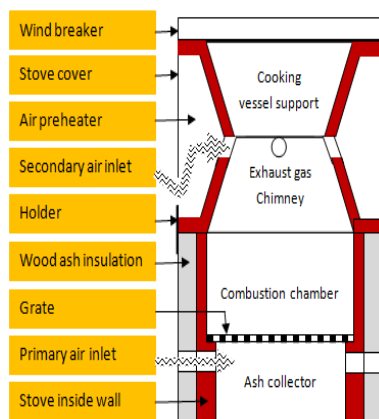 Wind breaker
Stove cover
Air preheater
Secondary air inlet
Holder
Wood ash insulation
Grate
Primary air inlet
Stove inside wall
Cooking
vessel support
Exhaust gas
Chimney
Combustion chamber
Ash collector